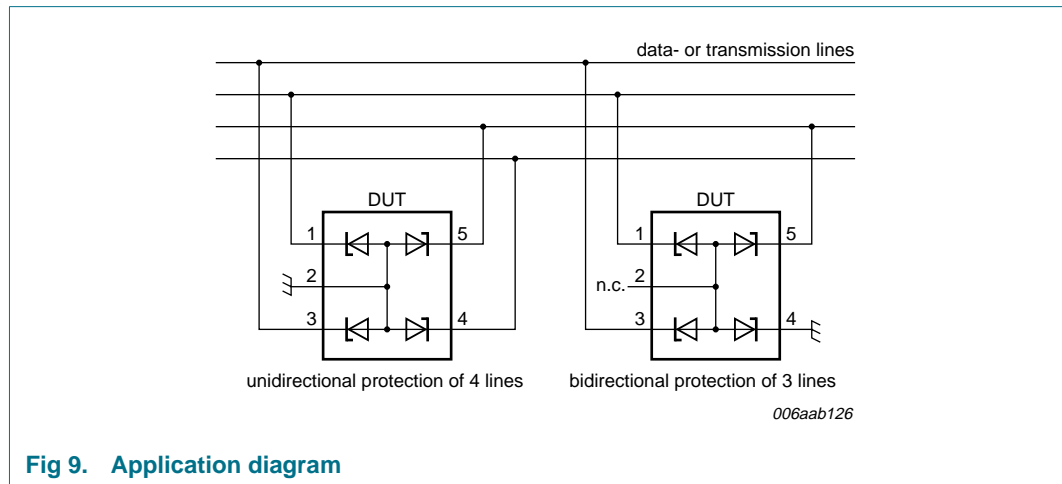 data- or transmission lines
DUT
1
5
2
3
4
unidirectional protection of 4 lines
DUT
1
5
n.c.
2
3
4
bidirectional protection of 3 lines
006aab126
Fig 9. Application diagram